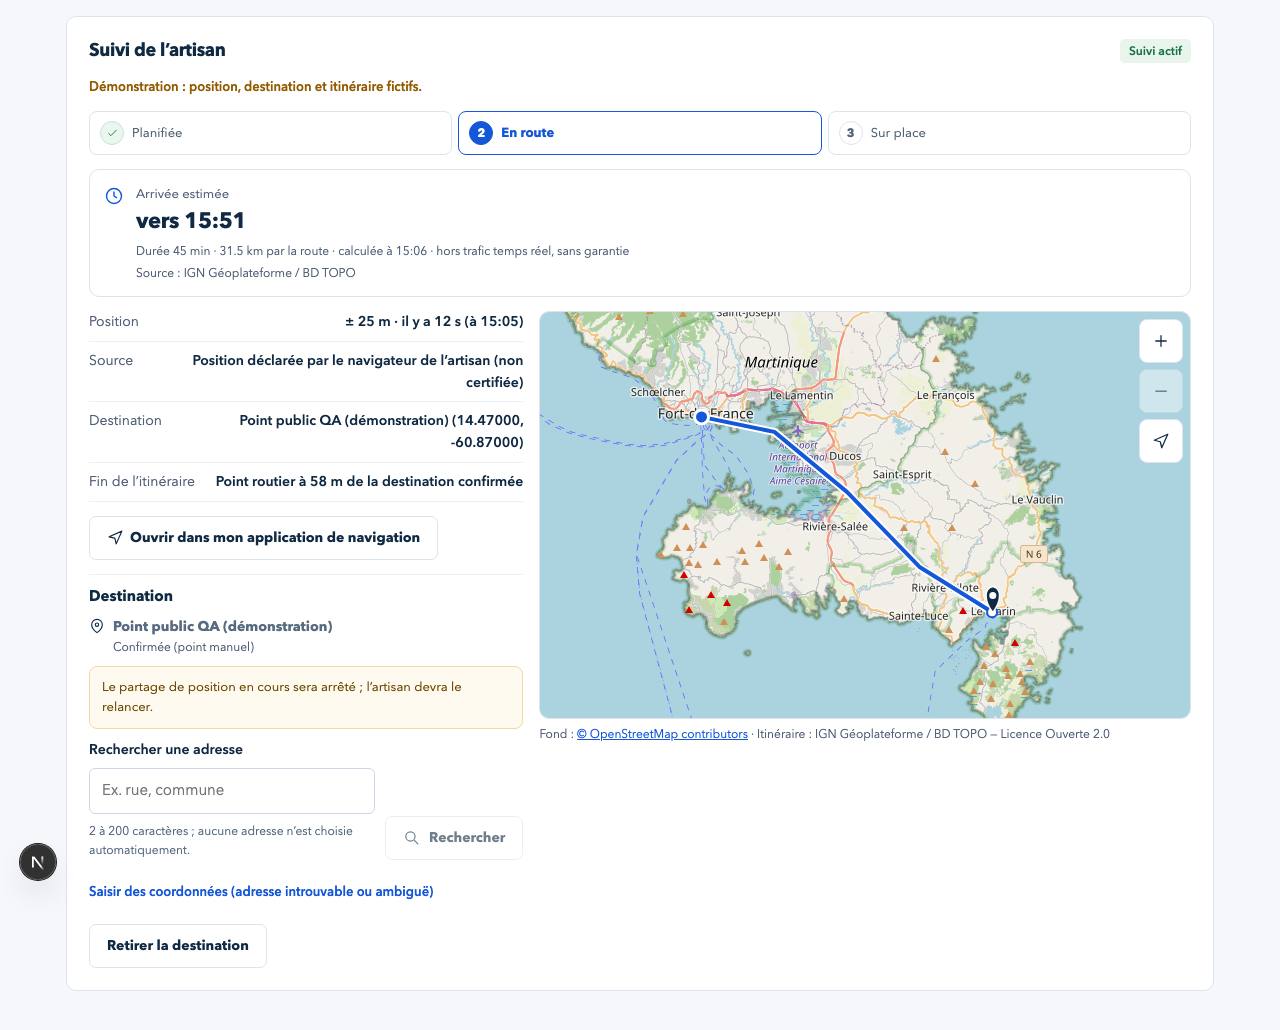 Suivi de l’artisan
Suivi actif
Démonstration : position, destination et itinéraire fictifs.
Planifiée
2 En route
3 Sur place
Arrivée estimée
vers 15:51
Durée 45 min · 31.5 km par la route · calculée à 15:06 · hors trafic temps réel, sans garantie
Source : IGN Géoplateforme / BD TOPO
Position ± 25 m · il y a 12 s (à 15:05)
Source Position déclarée par le navigateur de l’artisan (non
certifiée)
Destination Point public QA (démonstration) (14.47000,
-60.87000)
Fin de l’itinéraire Point routier à 58 m de la destination confirmée
Ouvrir dans mon application de navigation
Destination
Point public QA (démonstration)
Confirmée (point manuel)
Le partage de position en cours sera arrêté ; l’artisan devra le
relancer.
Rechercher une adresse
Ex. rue, commune
2 à 200 caractères ; aucune adresse n’est choisie
automatiquement.
Rechercher
Saisir des coordonnées (adresse introuvable ou ambiguë)
Retirer la destination
Saint-Joseph
Martinique
Schœlcher
Le Lamentin
Le François
Fort-de-France
Ducos
Saint-Esprit
Le Vauclin
Rivière-Salée
N 6
Sainte-Luce
+
−
Fond : © OpenStreetMap contributors · Itinéraire : IGN Géoplateforme / BD TOPO – Licence Ouverte 2.0
N